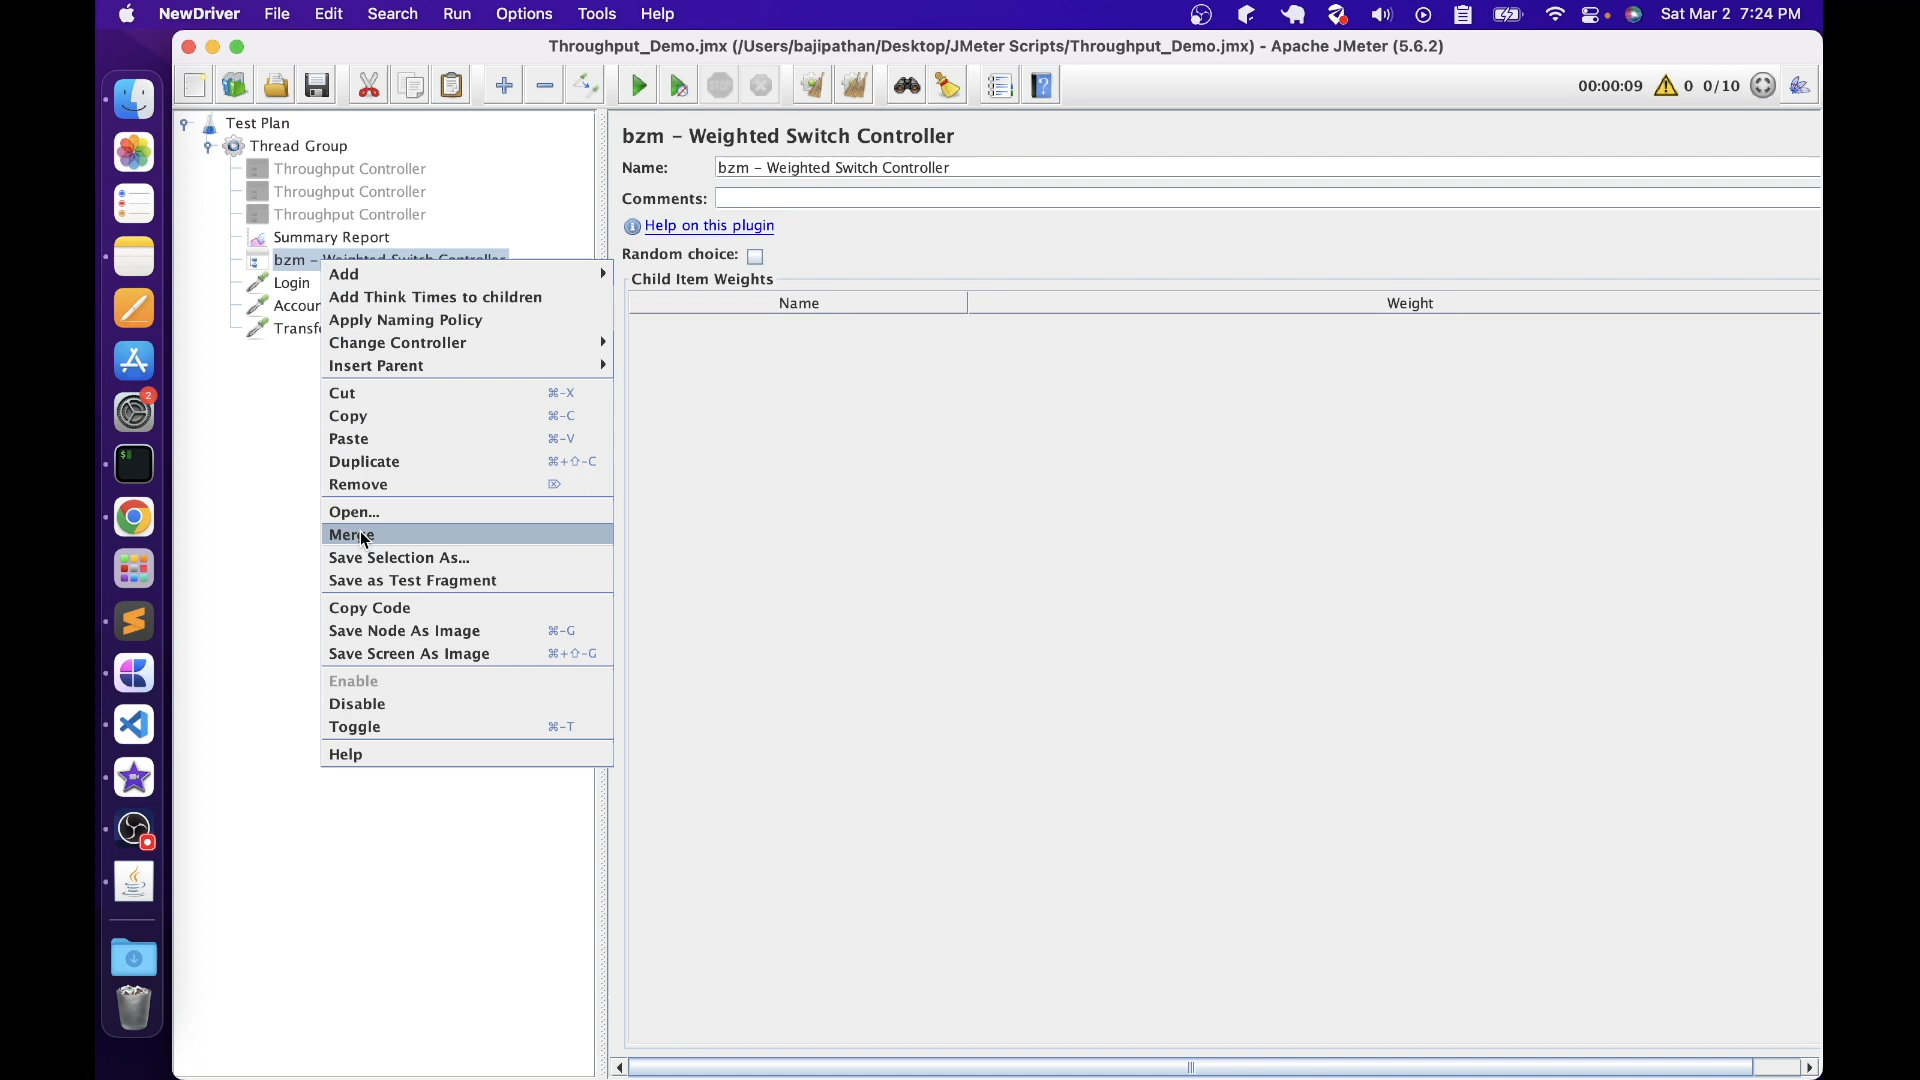 NewDriver File Edit Search Run Options Tools Help Sat Mar 2 7:24 PM
Throughput_Demo.jmx (/Users/bajipathan/Desktop/JMeter Scripts/Throughput_Demo.jmx) - Apache JMeter (5.6.2)
STOP 00:00:09 0 0/10
Test Plan
Thread Group
Throughput Controller
Throughput Controller
Throughput Controller
Summary Report
bzm –
Login
Add
Add Think Times to children
Apply Naming Policy
Change Controller
Insert Parent
Cut ⌘-X
Copy ⌘-C
Paste ⌘-V
Duplicate ⌘+⇧-C
Remove ⌦
Open...
Merge
Save Selection As...
Save as Test Fragment
Copy Code
Save Node As Image ⌘-G
Save Screen As Image ⌘+⇧-G
Enable
Disable
Toggle ⌘-T
Help
bzm – Weighted Switch Controller
Name: bzm – Weighted Switch Controller
Comments:
Help on this plugin
Random choice:
Child Item Weights
Name Weight
2